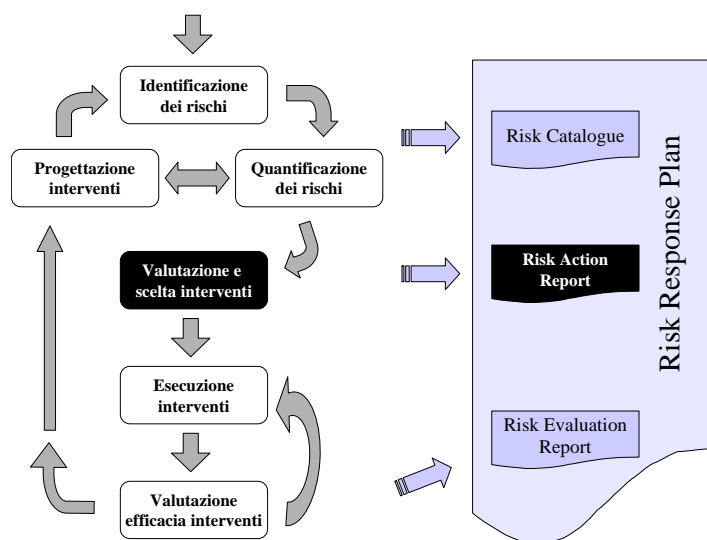 Identificazione
dei rischi
Progettazione
interventi
Quantificazione
dei rischi
Valutazione e
scelta interventi
Esecuzione
interventi
Valutazione
efficacia interventi
Risk Catalogue
Risk Action
Report
Risk Evaluation
Report
Risk Response Plan